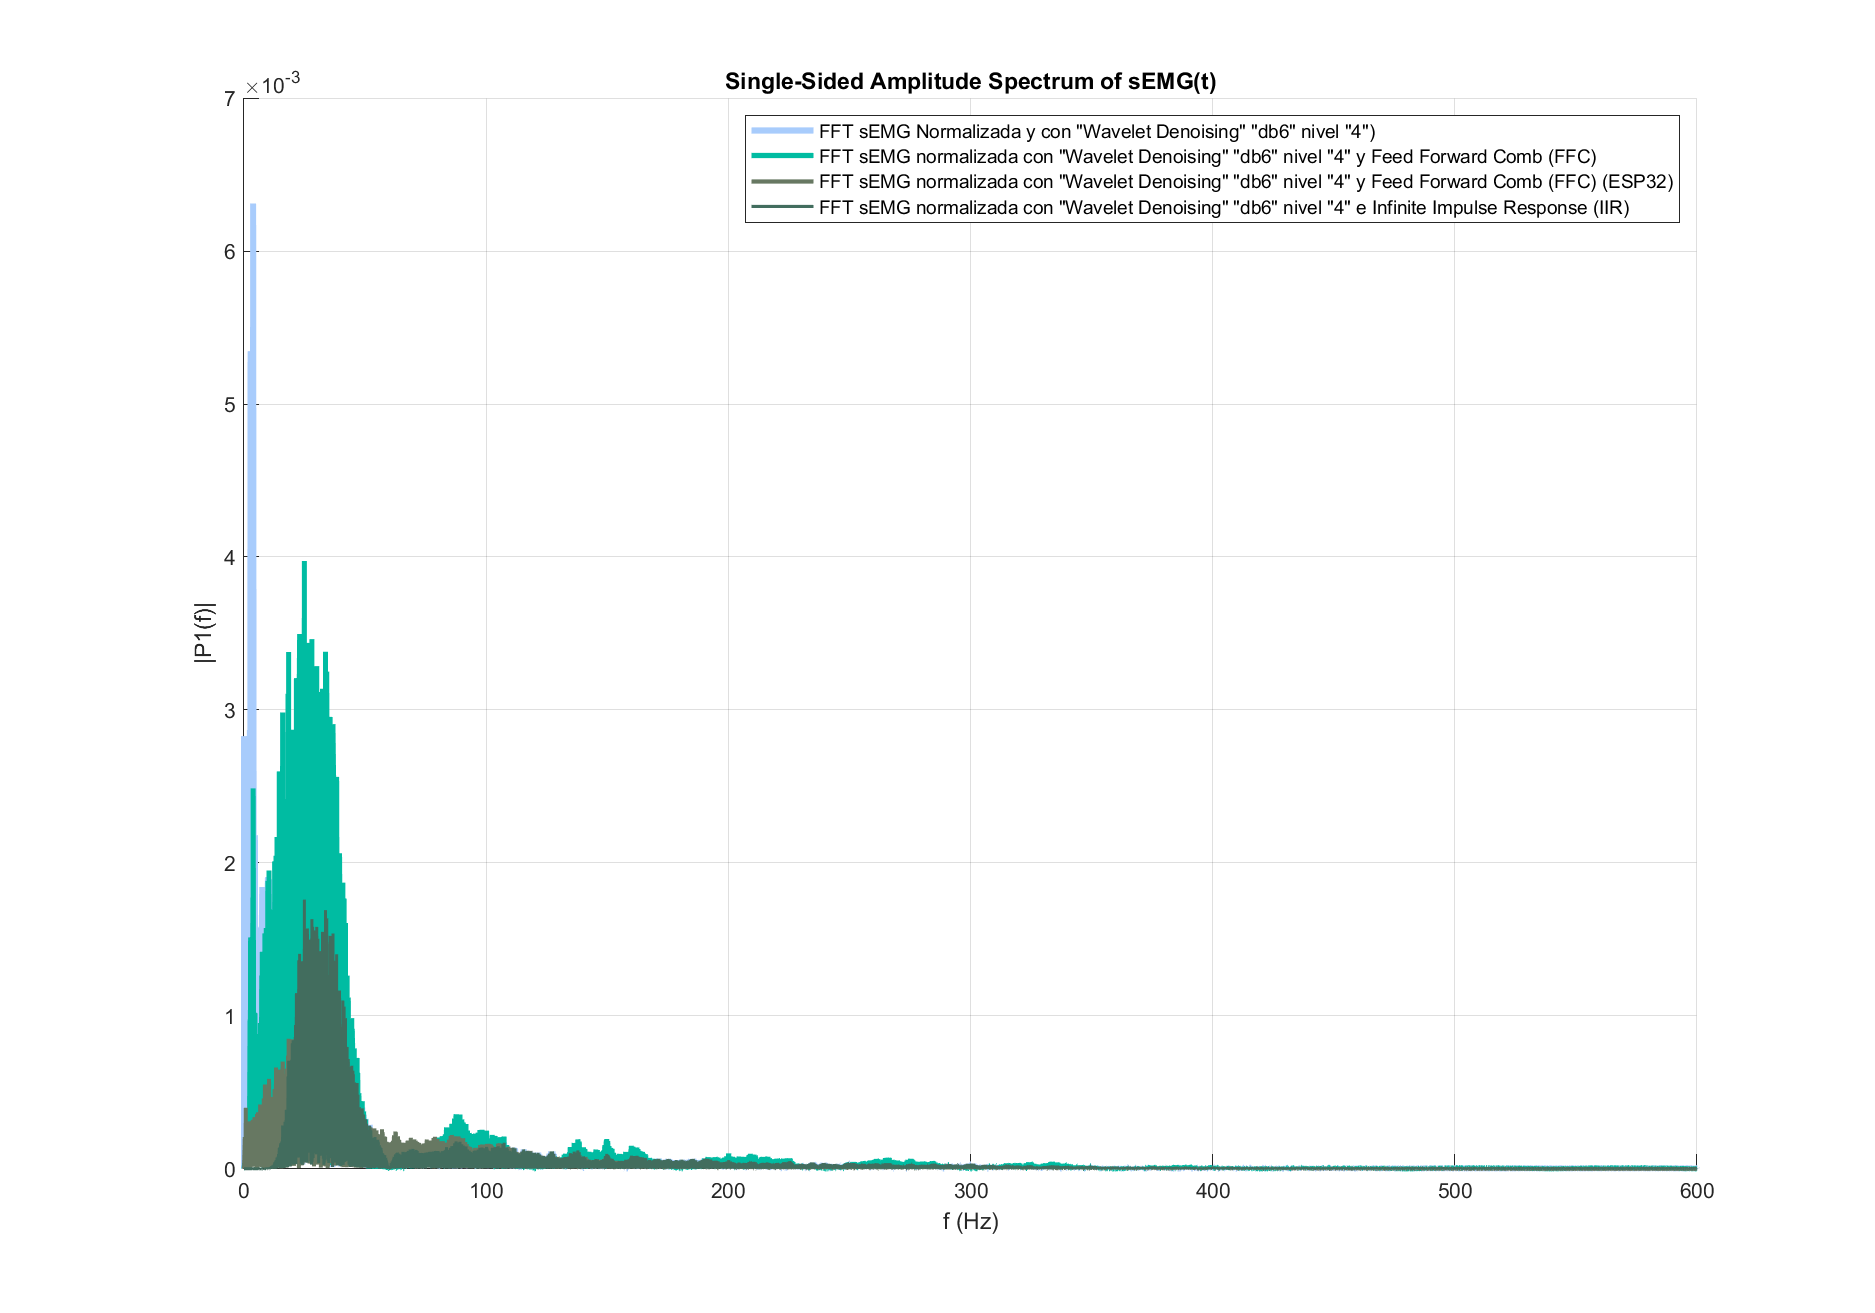 Single-Sided Amplitude Spectrum of sEMG(t)
×10-3
FFT sEMG Normalizada y con "Wavelet Denoising" "db6" nivel "4")
FFT sEMG normalizada con "Wavelet Denoising" "db6" nivel "4" y Feed Forward Comb (FFC)
FFT sEMG normalizada con "Wavelet Denoising" "db6" nivel "4" y Feed Forward Comb (FFC) (ESP32)
FFT sEMG normalizada con "Wavelet Denoising" "db6" nivel "4" e Infinite Impulse Response (IIR)
7
6
5
4
3
2
1
0
|P1(f)|
0 100 200 300 400 500 600
f (Hz)